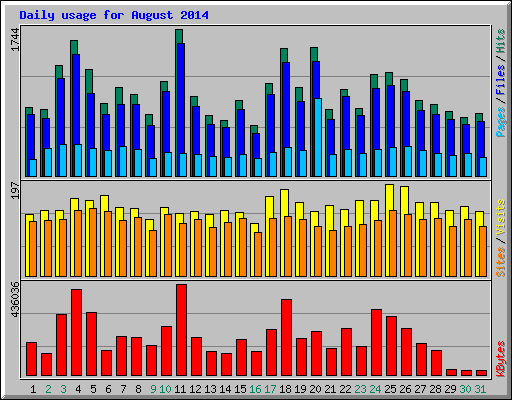 Daily usage for August 2014
1744
Pages / Files / Hits
197
Sites / Visits
436036
KBytes
1 2 3 4 5 6 7 8 9 10 11 12 13 14 15 16 17 18 19 20 21 22 23 24 25 26 27 28 29 30 31